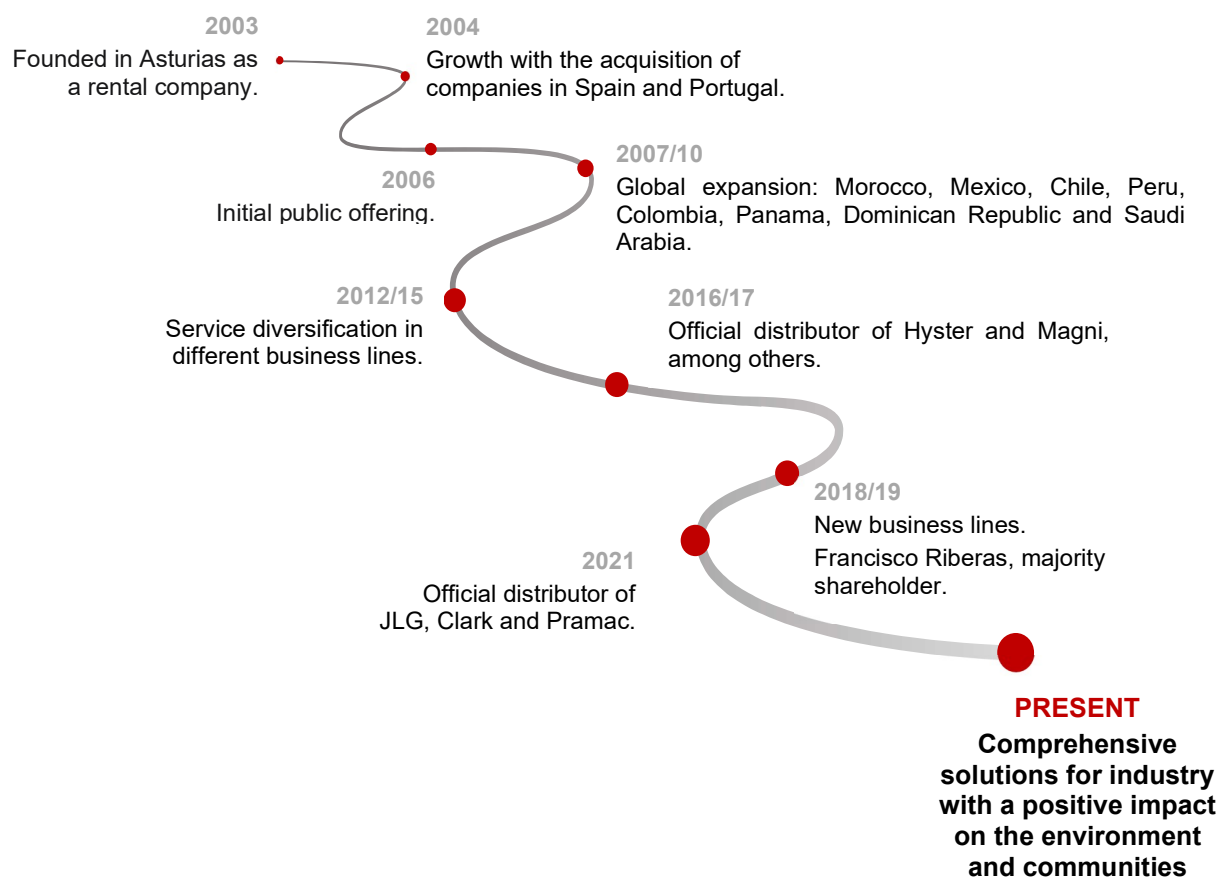 2003
Founded in Asturias as
a rental company.
2004
Growth with the acquisition of
companies in Spain and Portugal.
2006
Initial public offering.
2007/10
Global expansion: Morocco, Mexico, Chile, Peru,
Colombia, Panama, Dominican Republic and Saudi
Arabia.
2012/15
Service diversification in
different business lines.
2016/17
Official distributor of Hyster and Magni,
among others.
2018/19
New business lines.
Francisco Riberas, majority
shareholder.
2021
Official distributor of
JLG, Clark and Pramac.
PRESENT
Comprehensive
solutions for industry
with a positive impact
on the environment
and communities